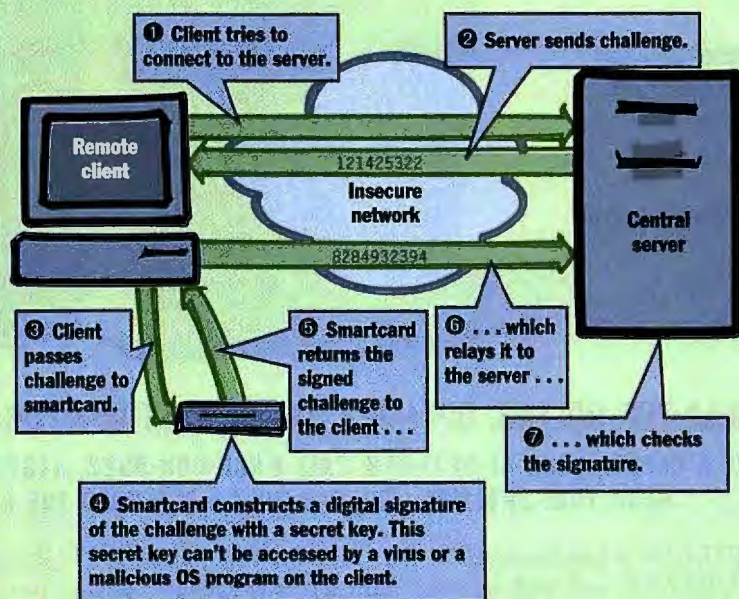 ❶ Client tries to
connect to the server.
❷ Server sends challenge.
Remote
client
121425322
Insecure
network
Central
server
8284932394
❸ Client
passes
challenge to
smartcard.
❺ Smartcard
returns the
signed
challenge to
the client...
❻ ...which
relays it to
the server...
❼ ...which checks
the signature.
❹ Smartcard constructs a digital signature
of the challenge with a secret key. This
secret key can't be accessed by a virus or a
malicious OS program on the client.